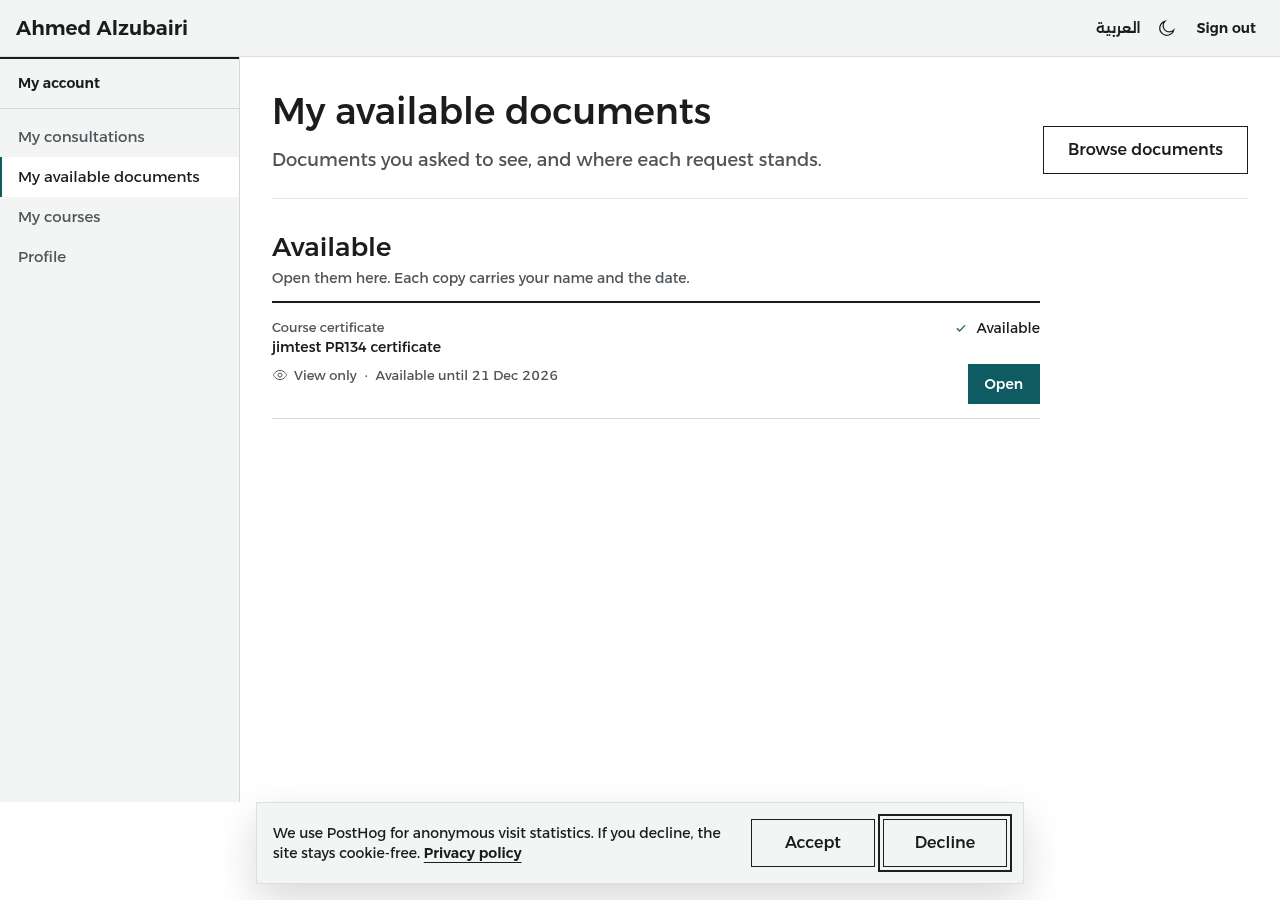 Ahmed Alzubairi
العربية
Sign out
My account
My consultations
My available documents
My courses
Profile
My available documents
Documents you asked to see, and where each request stands.
Browse documents
Available
Open them here. Each copy carries your name and the date.
Course certificate
Available
jimtest PR134 certificate
View only · Available until 21 Dec 2026
Open
We use PostHog for anonymous visit statistics. If you decline, the
site stays cookie-free. Privacy policy
Accept
Decline